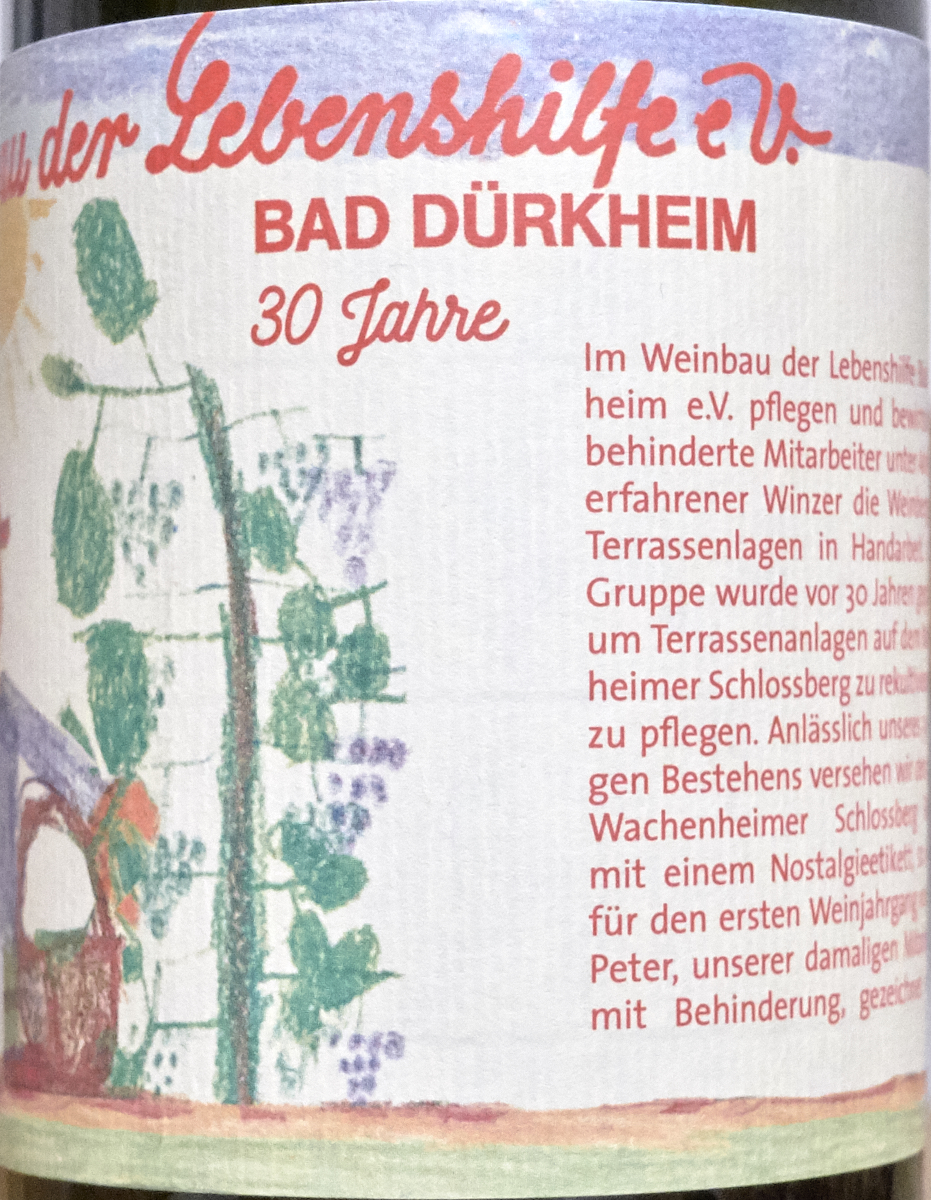 der Lebenshilfe e.V.
BAD DÜRKHEIM
30 Jahre
Im Weinbau der Lebenshilfe
heim e.V. pflegen und
behinderte Mitarbeiter unter
erfahrener Winzer die
Terrassenlagen in Handarbeit.
Gruppe wurde vor 30 Jahren
um Terrassenanlagen auf dem
heimer Schlossberg zu
zu pflegen. Anlässlich unseres
gen Bestehens versehen wir
Wachenheimer Schlossberg
mit einem Nostalgieetikett,
für den ersten Weinjahrgang
Peter, unserer damaligen
mit Behinderung, gezeichnet